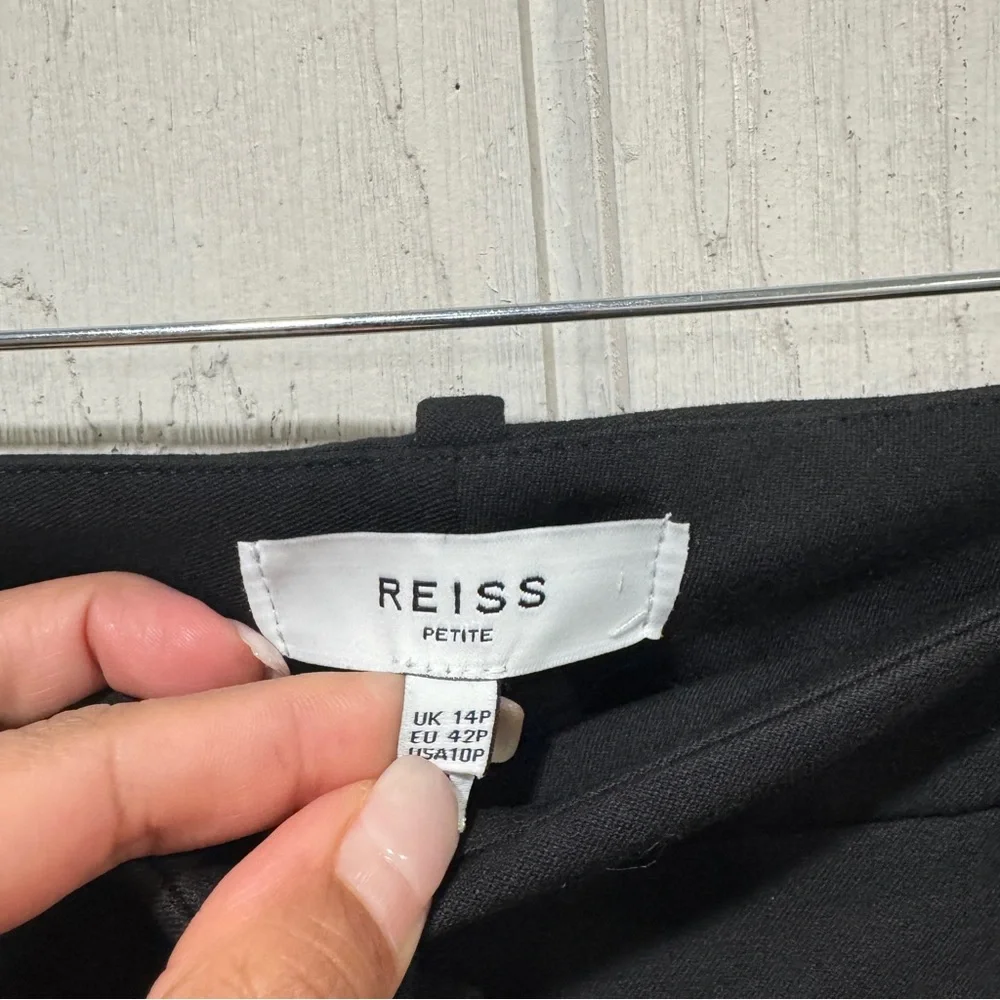 REISS
PETITE
UK 14P
EU 42P
USA10P